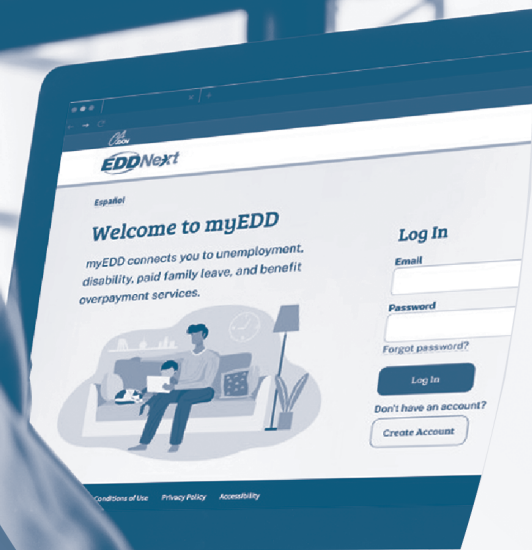 CA.GOV
EDDNext
Español
Welcome to myEDD
myEDD connects you to unemployment,
disability, paid family leave, and benefit
overpayment services.
Log In
Email
Password
Forgot password?
Log In
Don't have an account?
Create Account
Conditions of Use Privacy Policy Accessibility